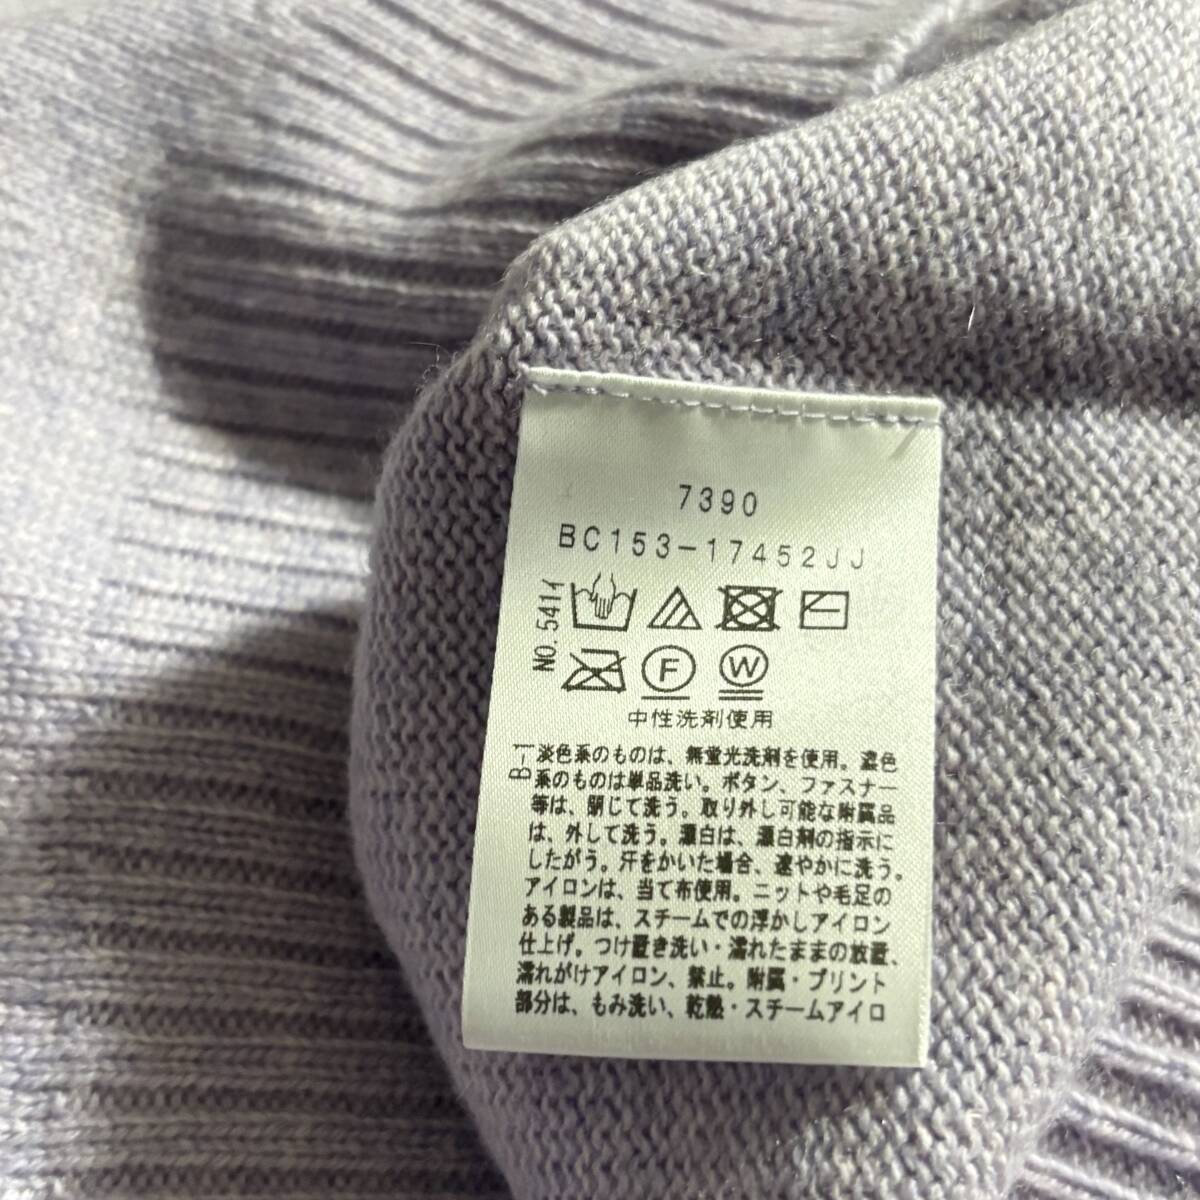 7390
BC153-17452JJ
NO.541イ
F W
中性洗剤使用
B-1
淡色系のものは、無蛍光洗剤を使用。濃色
系のものは単品洗い。ボタン、ファスナー
等は、閉じて洗う。取り外し可能な附属品
は、外して洗う。漂白は、漂白剤の指示に
したがう。汗をかいた場合、速やかに洗う。
アイロンは、当て布使用。ニットや毛足の
ある製品は、スチームでの浮かしアイロン
仕上げ。つけ置き洗い・濡れたままの放置、
濡れがけアイロン、禁止。附属・プリント
部分は、もみ洗い、乾熱・スチームアイロ